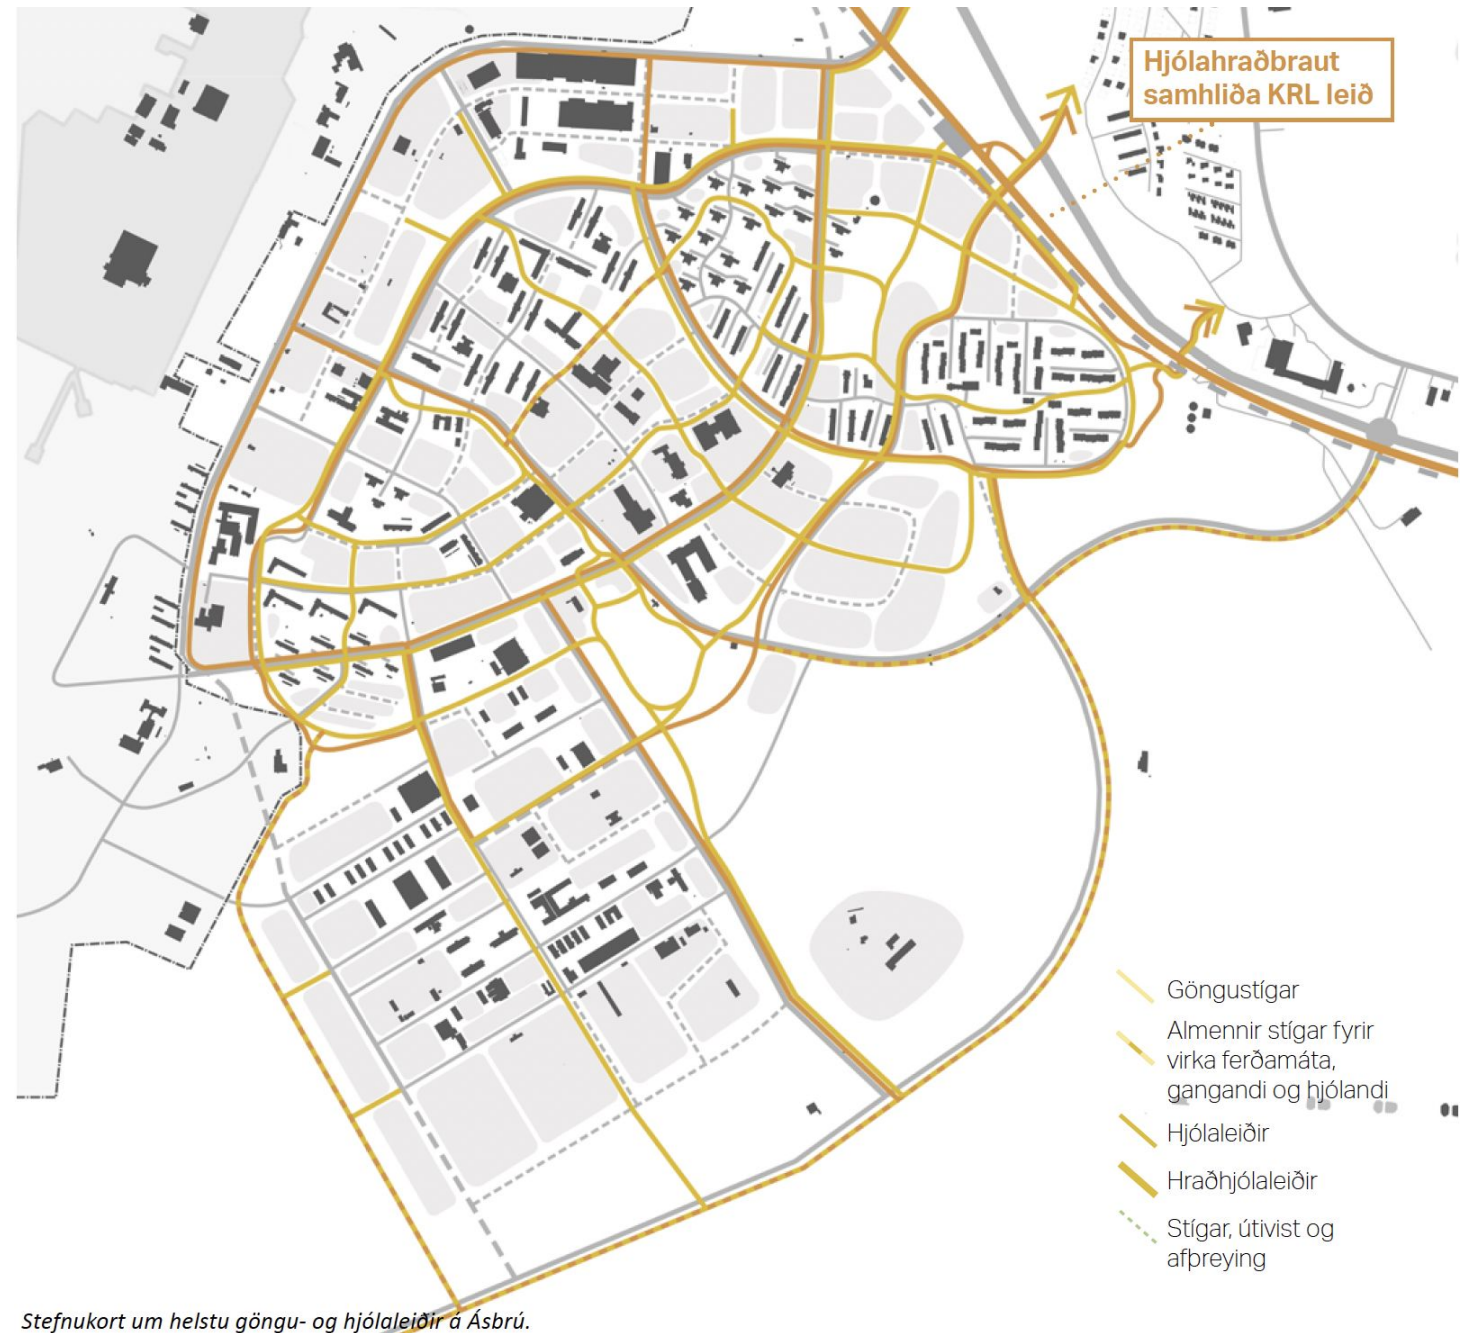 Hjólahraðbraut
samhliða KRL leið
Göngustígar
Almennir stígar fyrir
virka ferðamáta,
gangandi og hjólandi
Hjólaleiðir
Hraðhjólaleiðir
Stígar, útivist og
afþreying
Stefnukort um helstu göngu- og hjólaleiðir á Ásbrú.